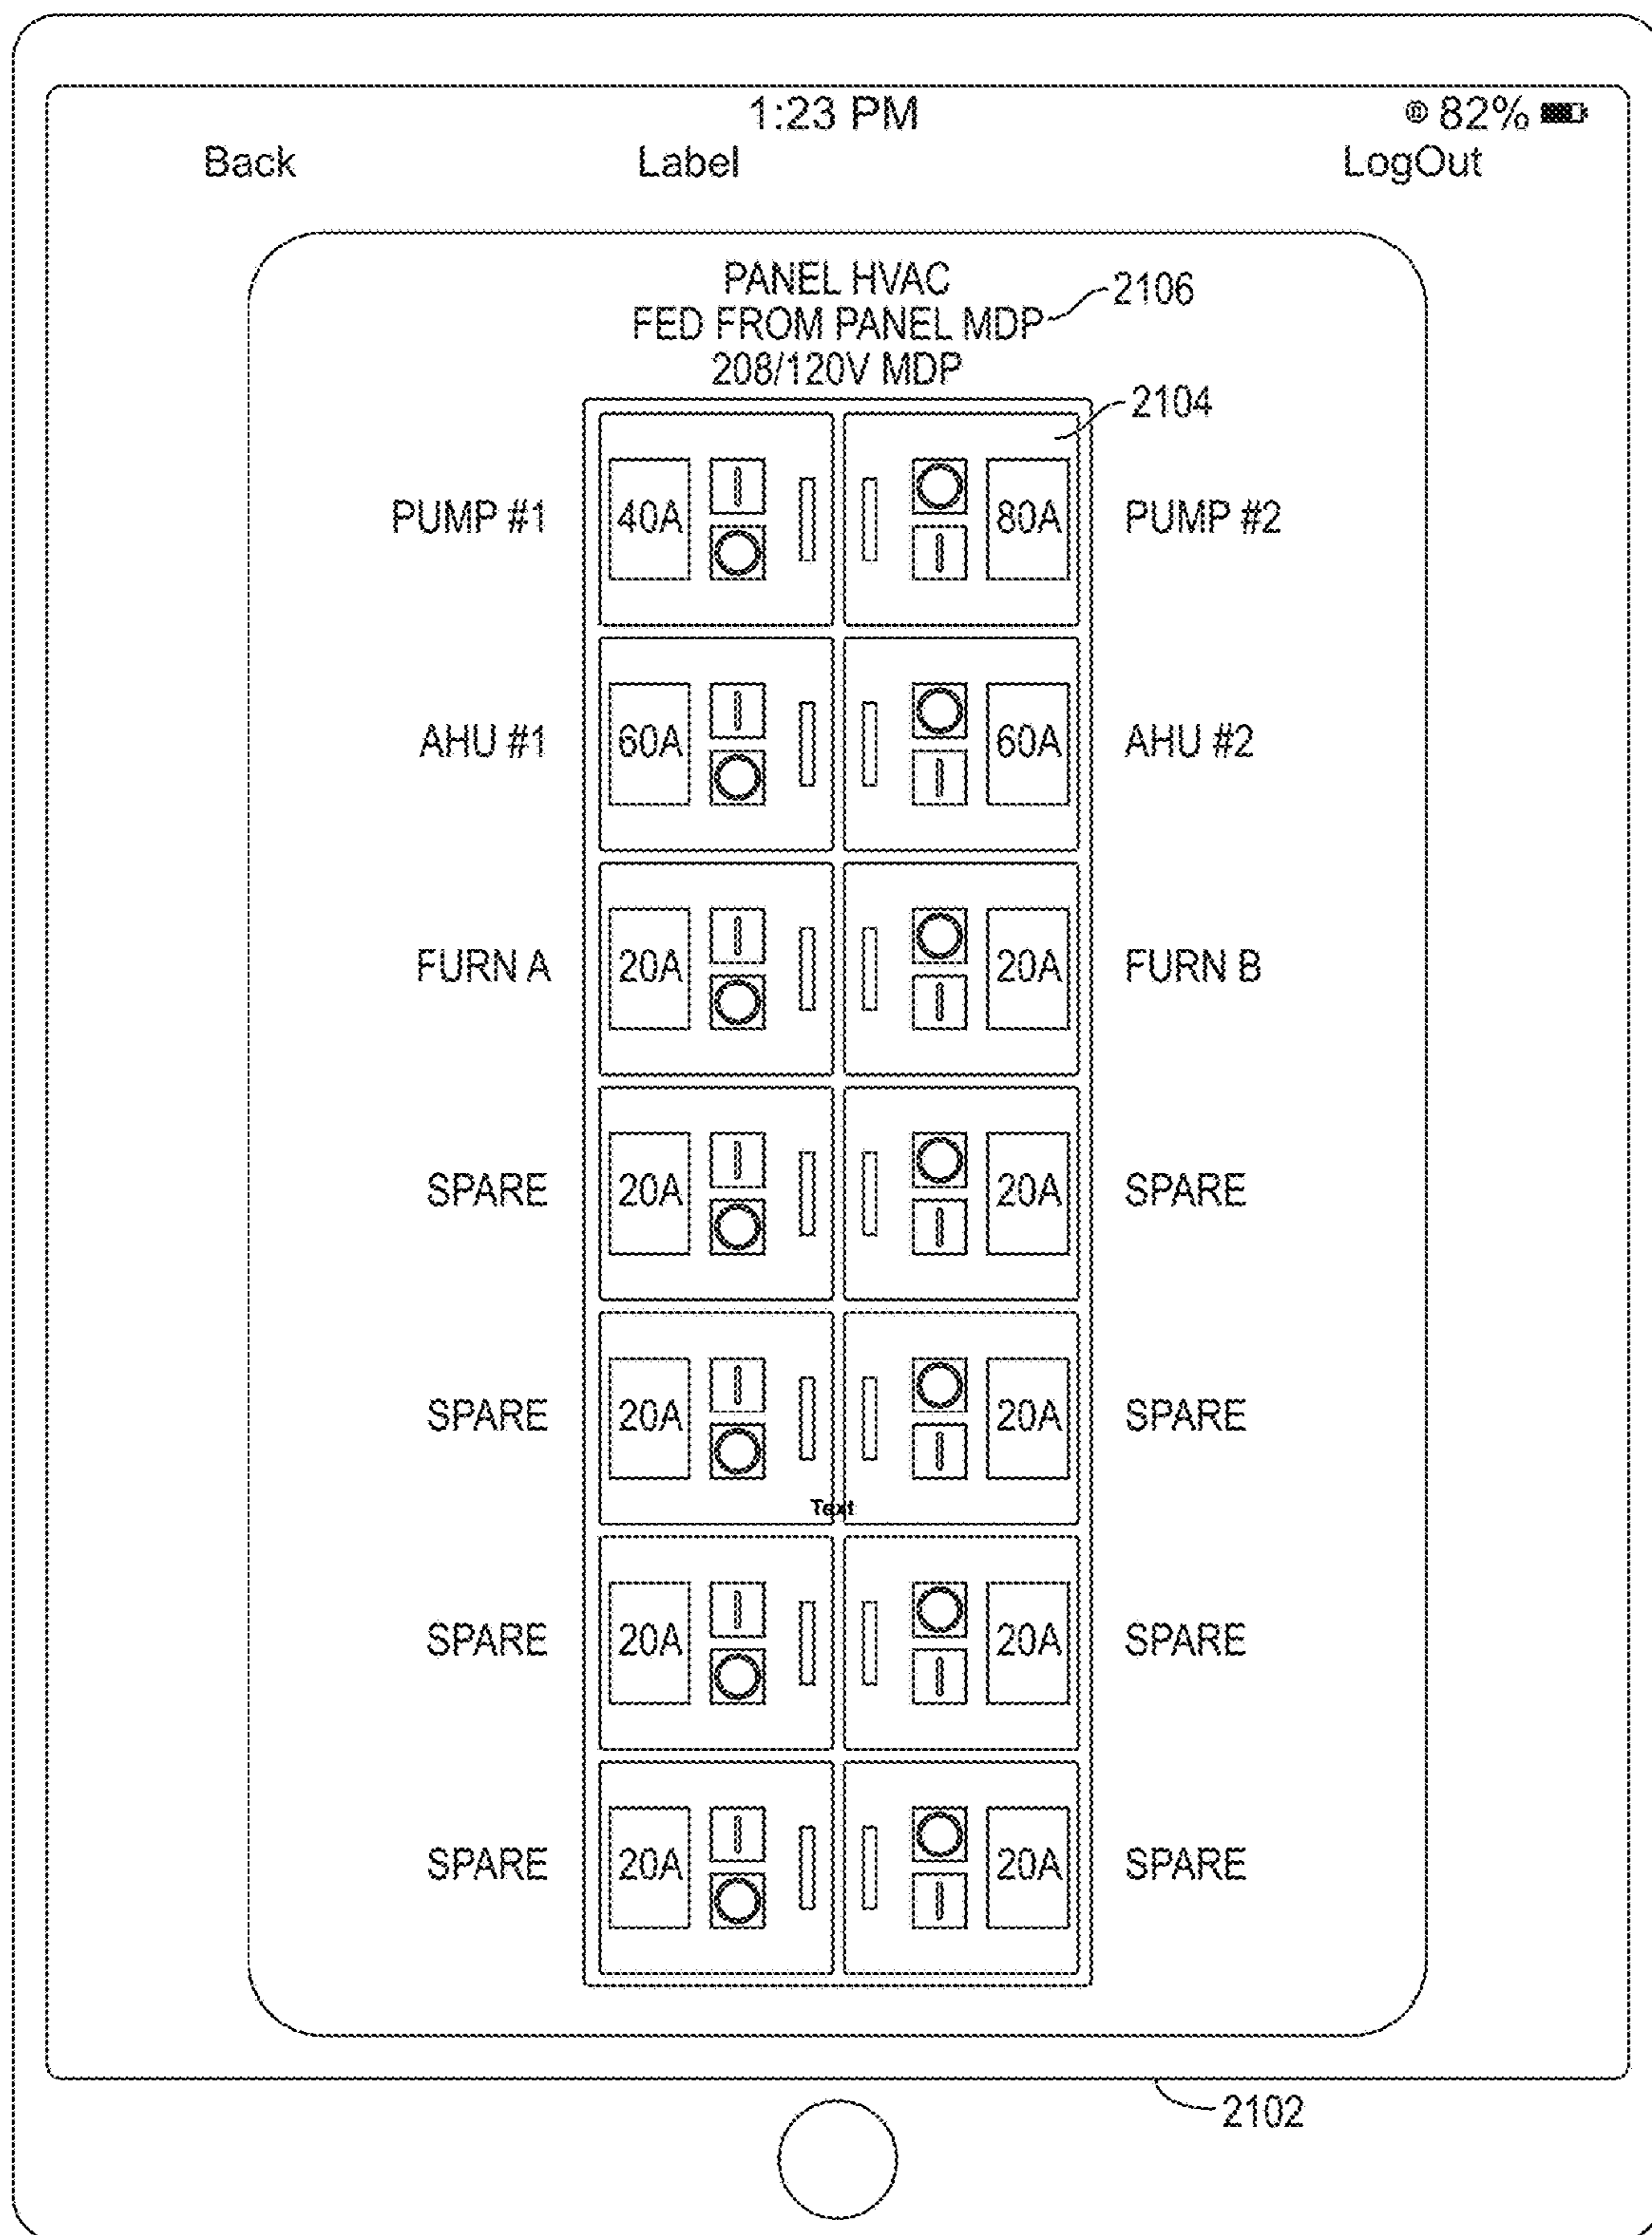 1:23 PM
® 82%
Back Label LogOut
PANEL HVAC
FED FROM PANEL MDP 2106
208/120V MDP
2104
PUMP #1 40A 80A PUMP #2
AHU #1 60A 60A AHU #2
FURN A 20A 20A FURN B
SPARE 20A 20A SPARE
SPARE 20A 20A SPARE
Text
SPARE 20A 20A SPARE
SPARE 20A 20A SPARE
2102